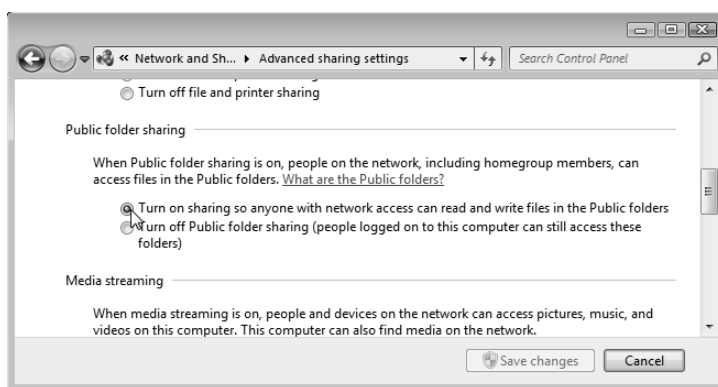 « Network and Sh... ▸ Advanced sharing settings
Search Control Panel
Turn off file and printer sharing
Public folder sharing
When Public folder sharing is on, people on the network, including homegroup members, can
access files in the Public folders. What are the Public folders?
Turn on sharing so anyone with network access can read and write files in the Public folders
Turn off Public folder sharing (people logged on to this computer can still access these
folders)
Media streaming
When media streaming is on, people and devices on the network can access pictures, music, and
videos on this computer. This computer can also find media on the network.
Save changes
Cancel